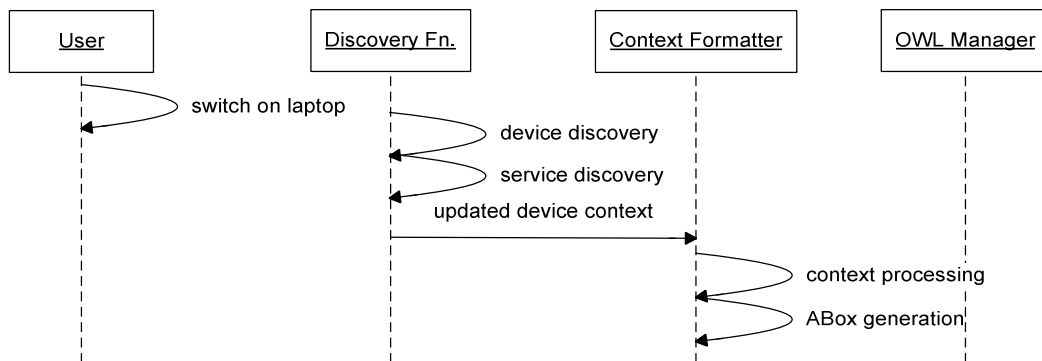 User
Discovery Fn.
Context Formatter
OWL Manager
switch on laptop
device discovery
service discovery
updated device context
context processing
ABox generation